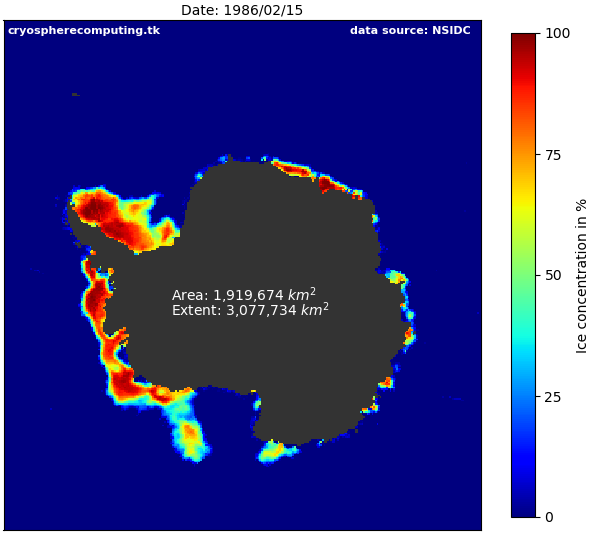 Date: 1986/02/15
cryospherecomputing.tk
data source: NSIDC
Area: 1,919,674 km²
Extent: 3,077,734 km²
100
75
50
25
0
Ice concentration in %